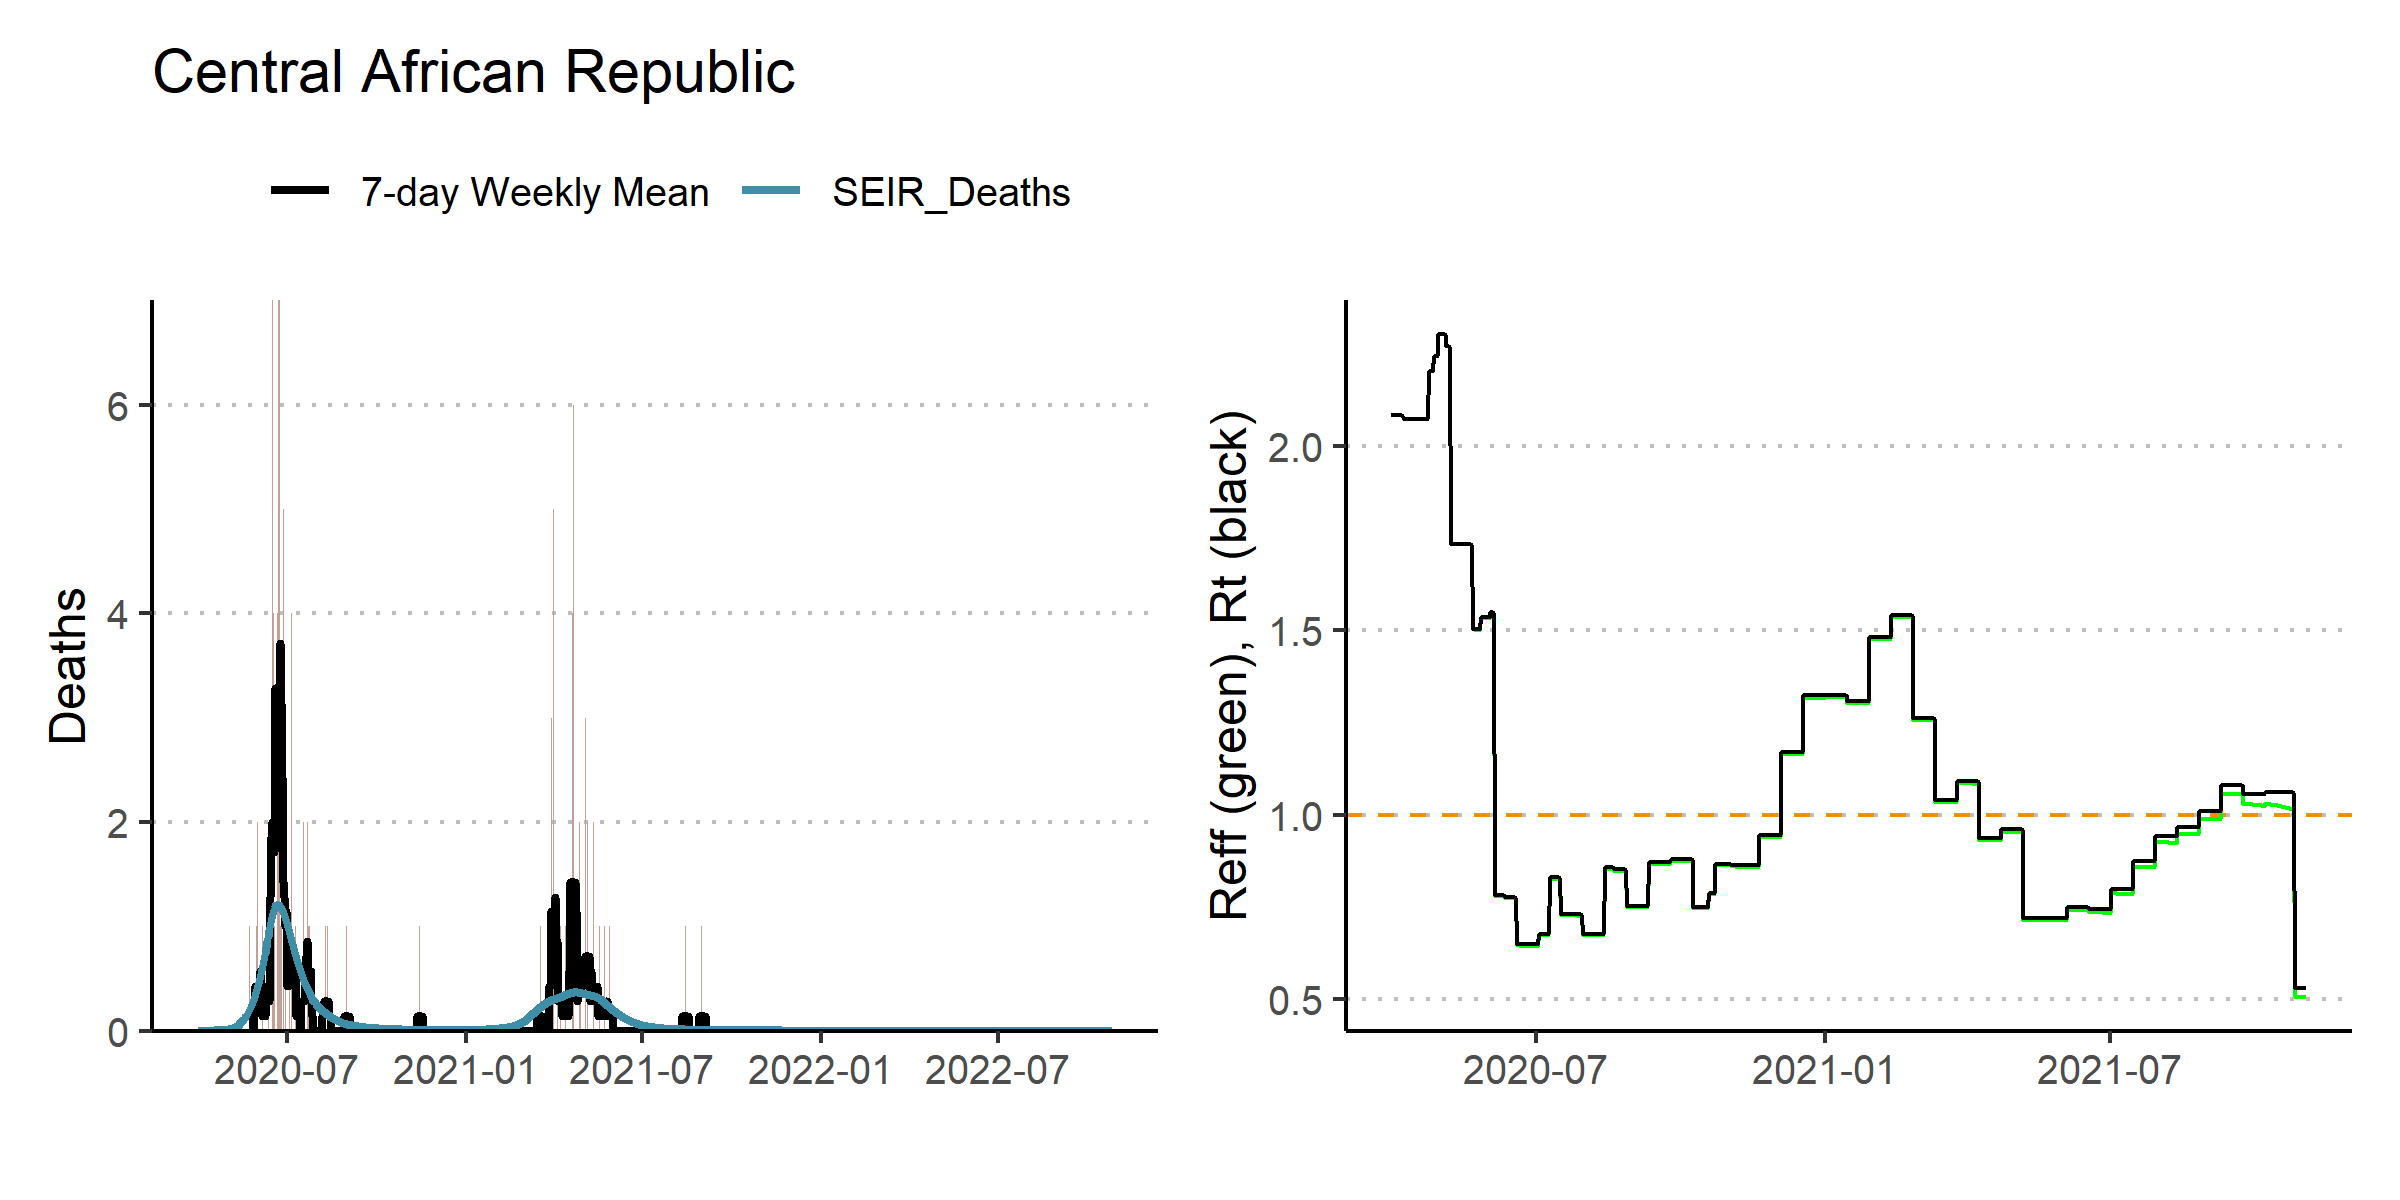 Central African Republic
7-day Weekly Mean SEIR_Deaths
Deaths
6
4
2
0
2020-07 2021-01 2021-07 2022-01 2022-07
Reff (green), Rt (black)
2.0
1.5
1.0
0.5
2020-07 2021-01 2021-07